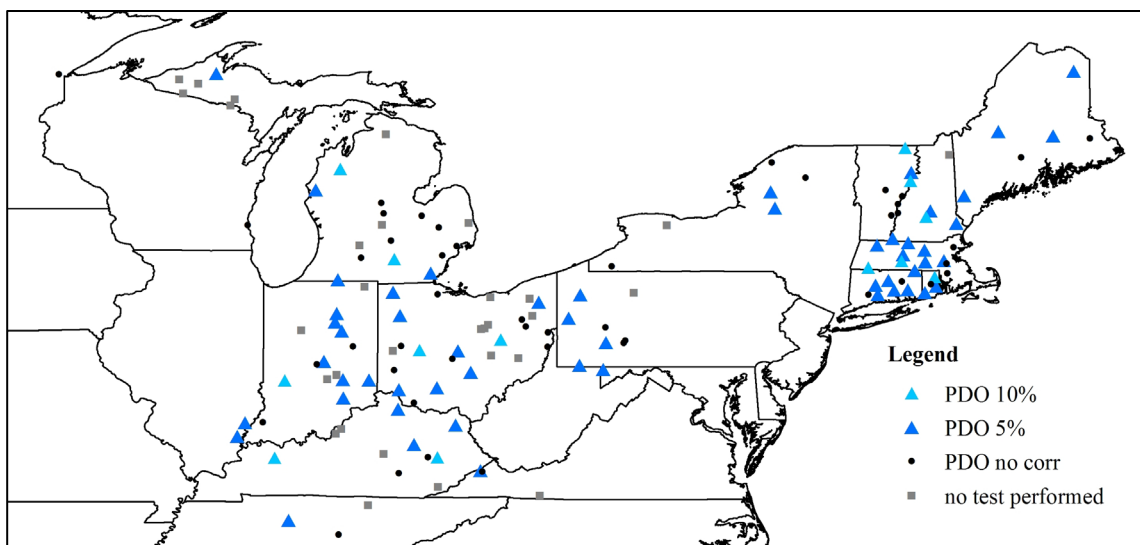 Legend
PDO 10%
PDO 5%
PDO no corr
no test performed